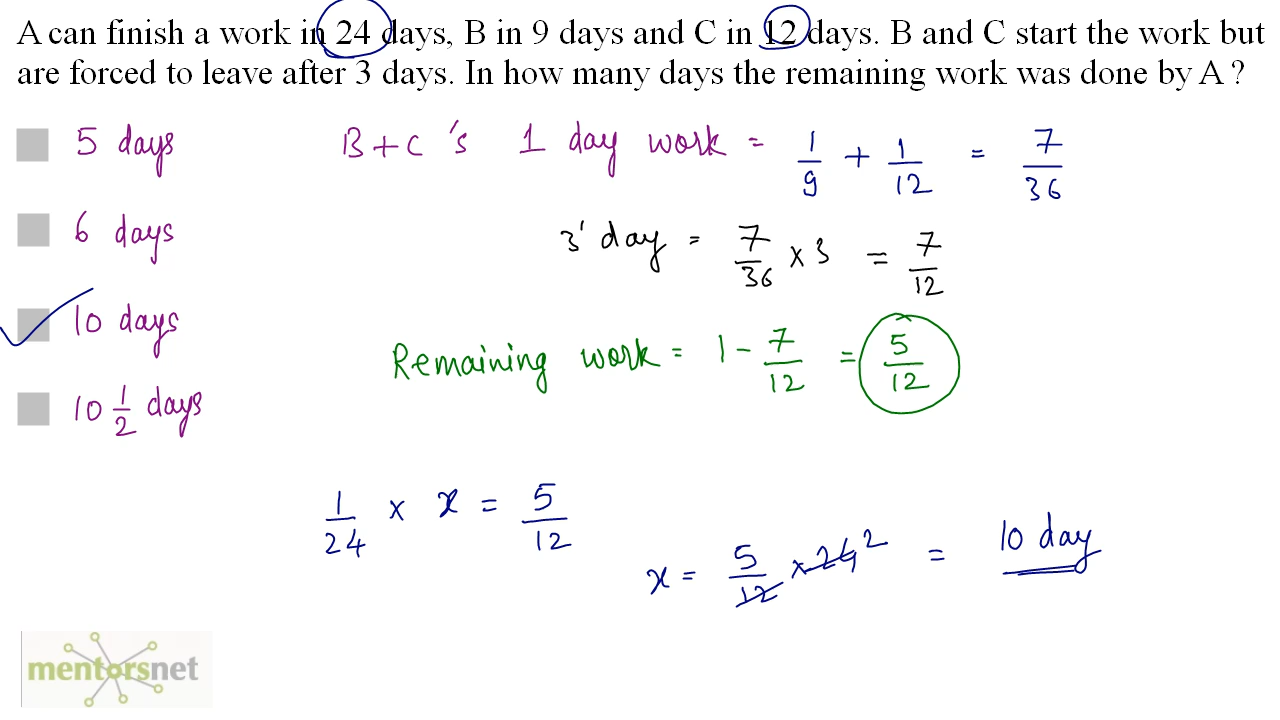 A can finish a work in 24 days, B in 9 days and C in 12 days. B and C start the work but
are forced to leave after 3 days. In how many days the remaining work was done by A ?
5 days
6 days
10 days
10 1/2 days
B+C 's 1 day work = 1/9 + 1/12 = 7/36
3' day = 7/36 x 3 = 7/12
Remaining work = 1 - 7/12 = 5/12
1/24 x x = 5/12
x = 5/12 x 24 2 = 10 day
mentorsnet